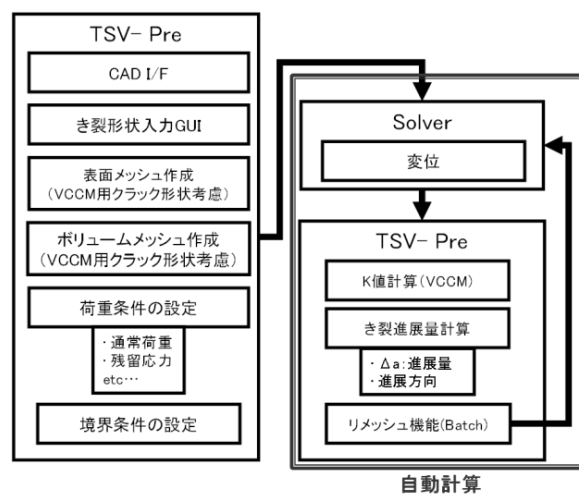 TSV- Pre
CAD I/F
き裂形状入力GUI
表面メッシュ作成
(VCCM用クラック形状考慮)
ボリュームメッシュ作成
(VCCM用クラック形状考慮)
荷重条件の設定
・通常荷重
・残留応力
etc…
境界条件の設定
Solver
変位
TSV- Pre
K値計算(VCCM)
き裂進展量計算
・Δa:進展量
・進展方向
リメッシュ機能(Batch)
自動計算